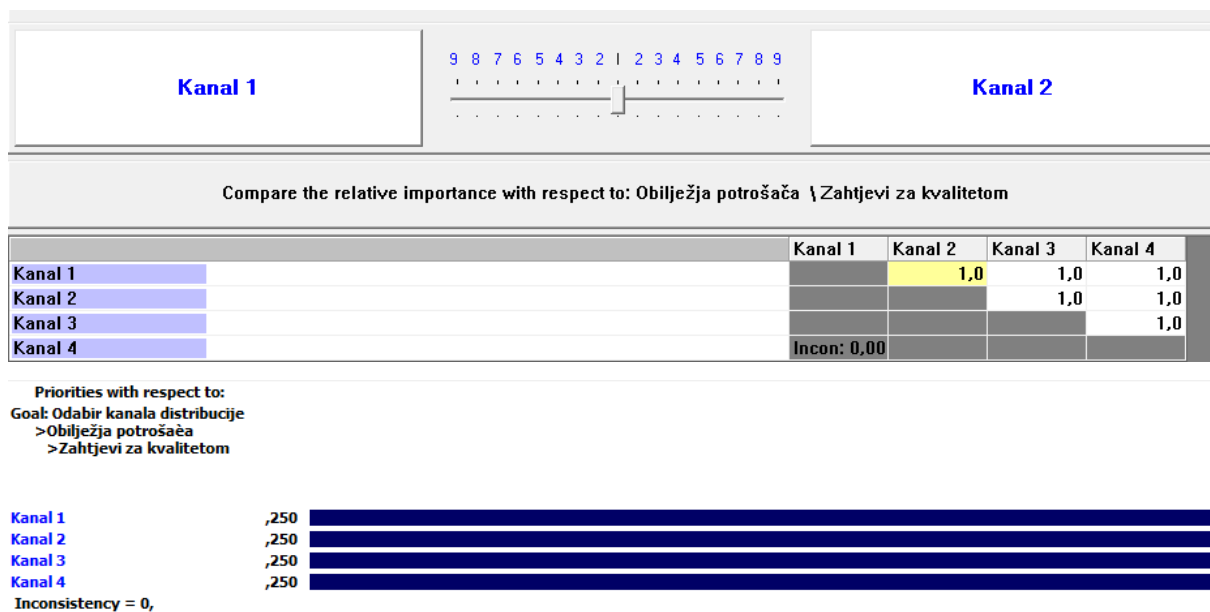 9 8 7 6 5 4 3 2 | 2 3 4 5 6 7 8 9
Kanal 1 Kanal 2
Compare the relative importance with respect to: Obilježja potrošača \ Zahtjevi za kvalitetom
Kanal 1 Kanal 2 Kanal 3 Kanal 4
Kanal 1 1,0 1,0 1,0
Kanal 2 1,0 1,0
Kanal 3 1,0
Kanal 4 Incon: 0,00
Priorities with respect to:
Goal: Odabir kanala distribucije
>Obilježja potrošaèa
>Zahtjevi za kvalitetom
Kanal 1 ,250
Kanal 2 ,250
Kanal 3 ,250
Kanal 4 ,250
Inconsistency = 0,